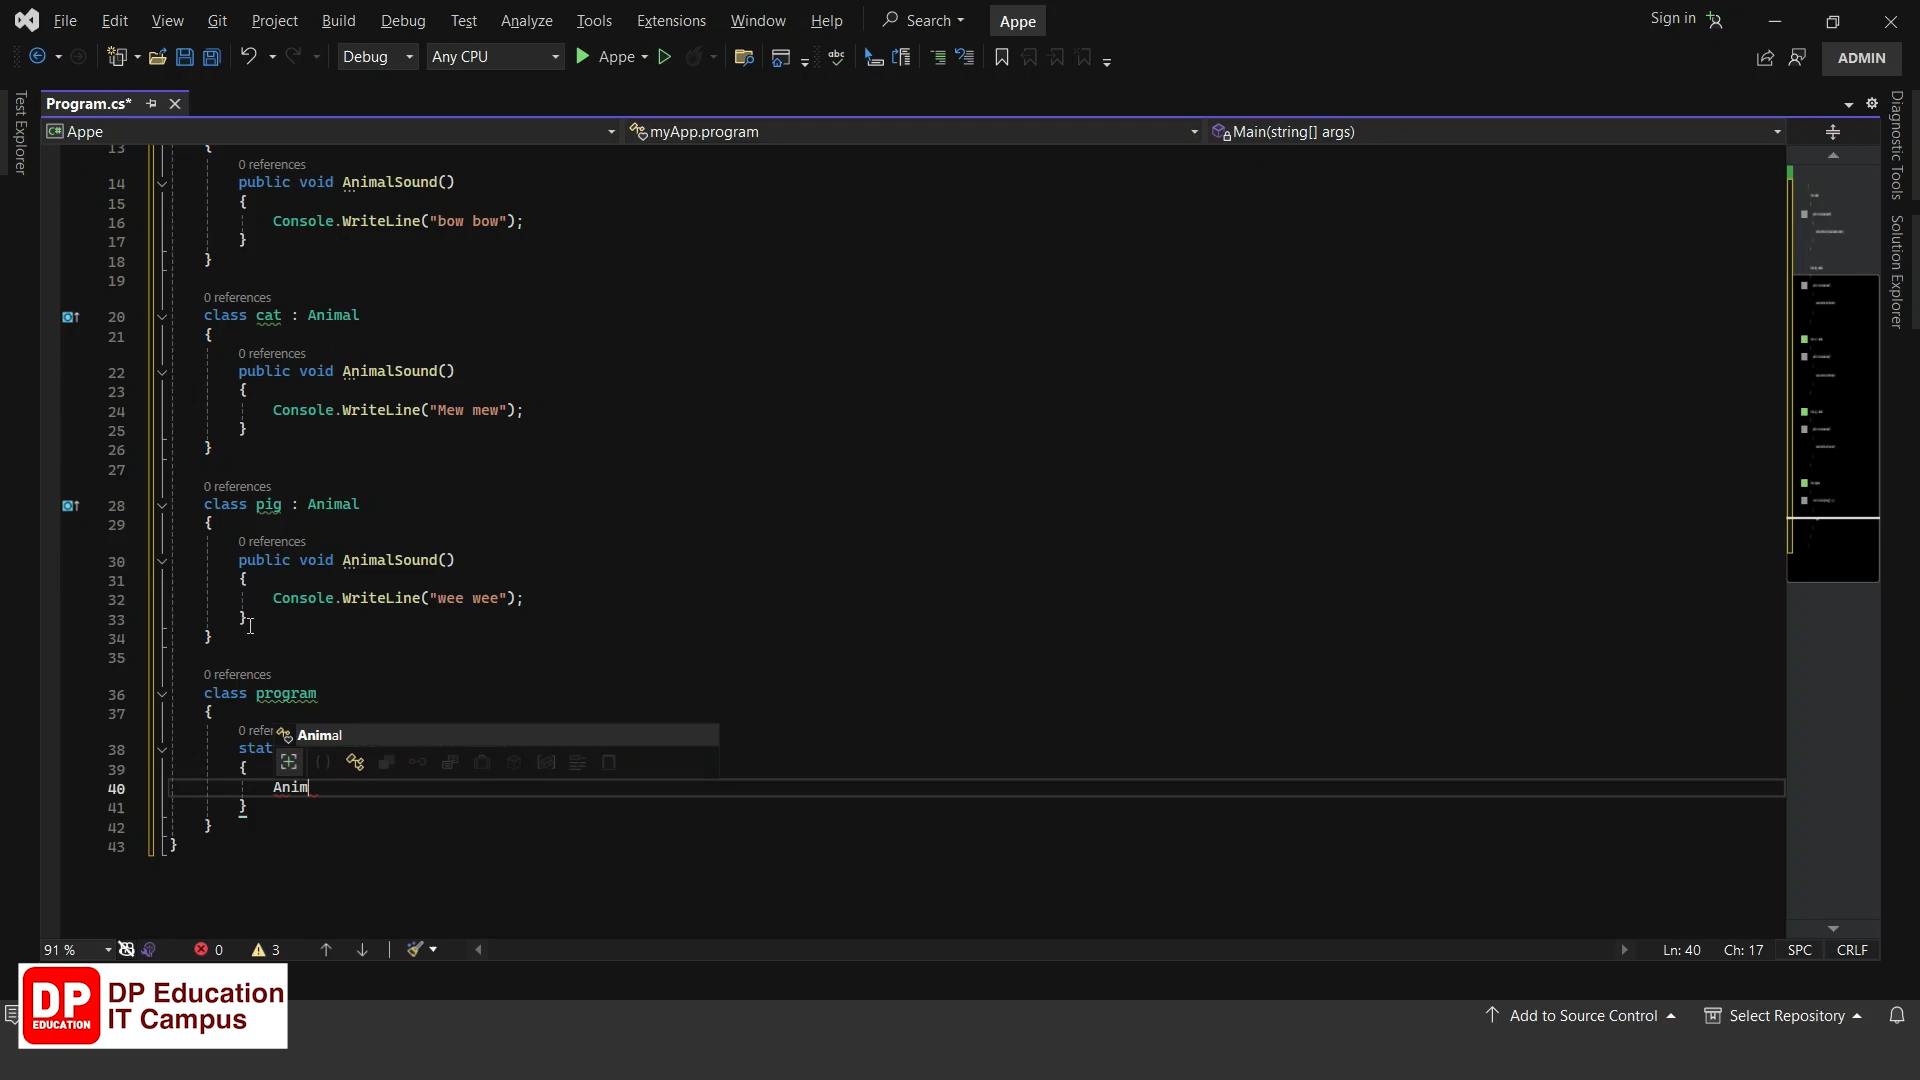 File Edit View Git Project Build Debug Test Analyze Tools Extensions Window Help Search Appe Sign in
Debug Any CPU Appe ADMIN
Test Explorer
Program.cs*
Diagnostic Tools
Solution Explorer
C# Appe myApp.program Main(string[] args)
13 {
0 references
14 public void AnimalSound()
15 {
16 Console.WriteLine("bow bow");
17 }
18 }
19
0 references
20 class cat : Animal
21 {
0 references
22 public void AnimalSound()
23 {
24 Console.WriteLine("Mew mew");
25 }
26 }
27
0 references
28 class pig : Animal
29 {
0 references
30 public void AnimalSound()
31 {
32 Console.WriteLine("wee wee");
33 }
34 }
35
0 references
36 class program
37 {
0 refer
Animal
38 stat
39 {
40 Anim
41 }
42 }
43 }
91 % 0 3 Ln: 40 Ch: 17 SPC CRLF
DP EDUCATION
DP Education
IT Campus
Add to Source Control Select Repository